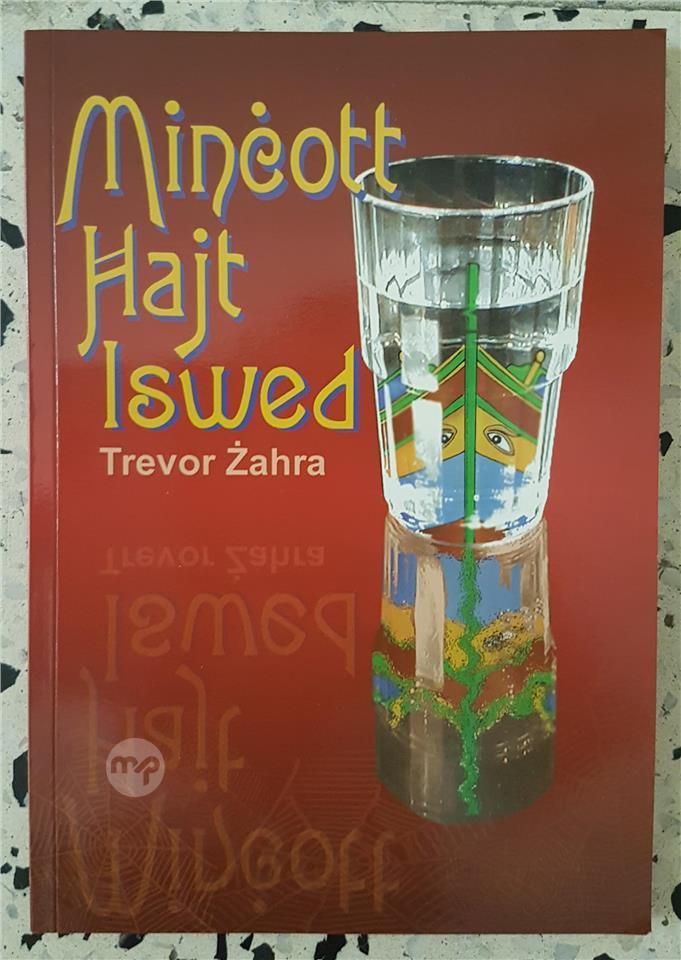 Minċott
Ħajt
Iswed
Trevor Żahra
mp